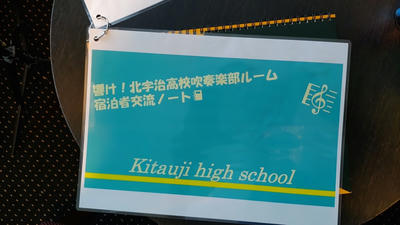 響け！北宇治高校吹奏楽部ルーム
宿泊者交流ノート
Kitauji high school